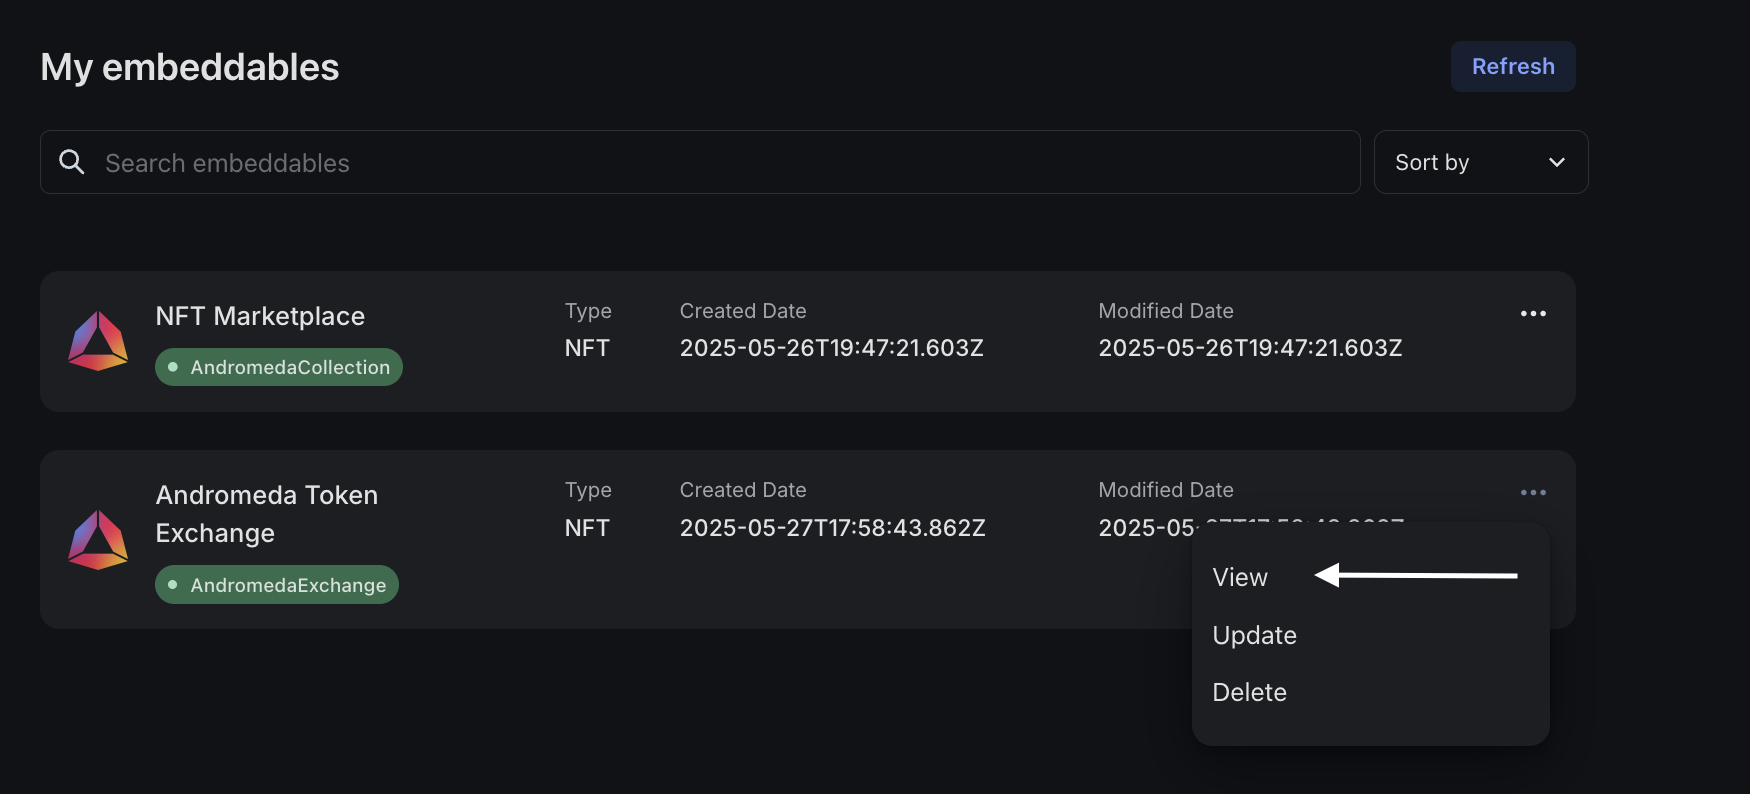 My embeddables
Refresh
Search embeddables
Sort by
NFT Marketplace
AndromedaCollection
Type
NFT
Created Date
2025-05-26T19:47:21.603Z
Modified Date
2025-05-26T19:47:21.603Z
Andromeda Token
Exchange
AndromedaExchange
Type
NFT
Created Date
2025-05-27T17:58:43.862Z
Modified Date
2025-05-
View
Update
Delete